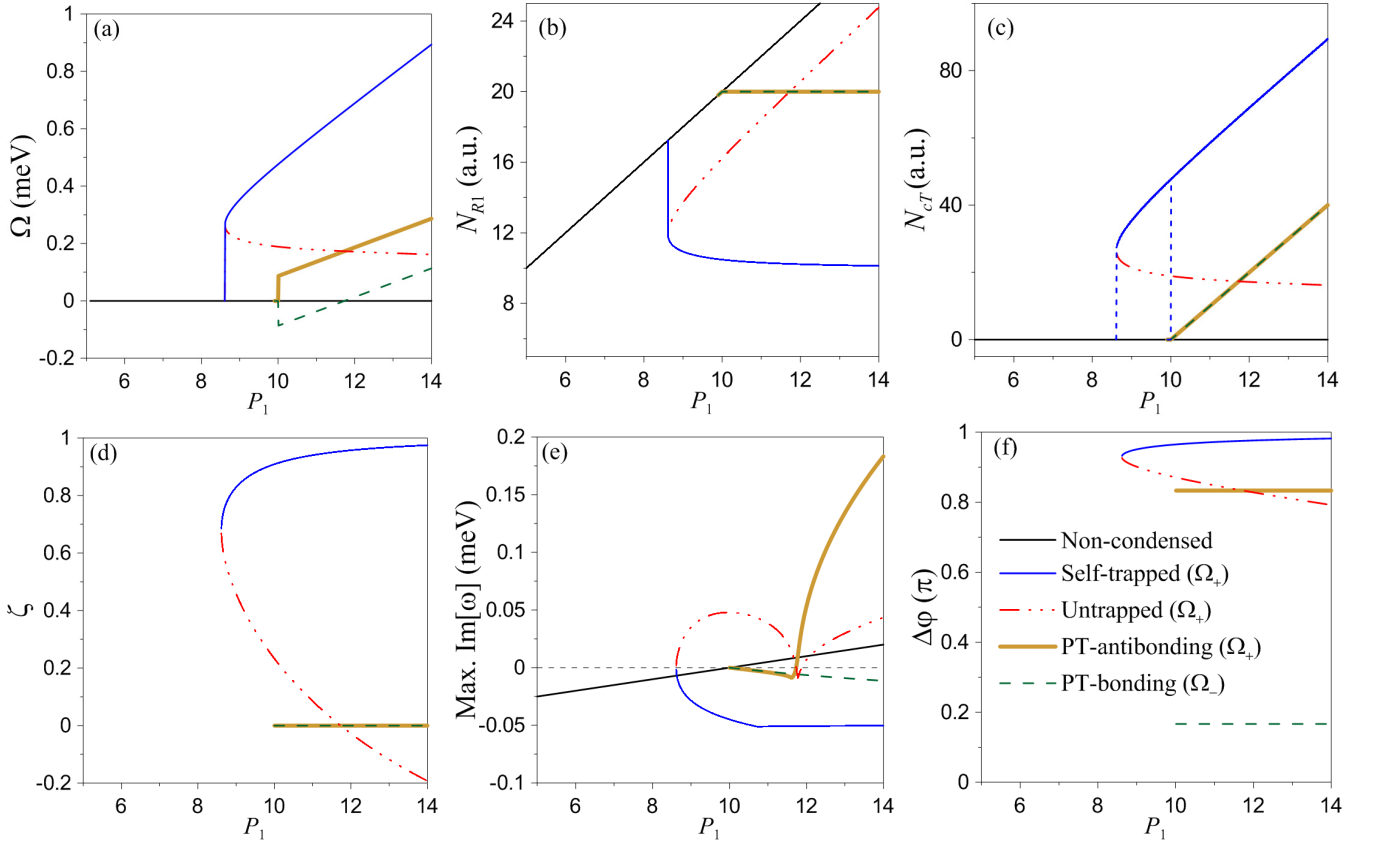 (a)
Ω (meV)
1
0.8
0.6
0.4
0.2
0
-0.2
6 8 10 12 14
P1
(b)
NR1 (a.u.)
24
20
16
12
8
6 8 10 12 14
P1
(c)
NcT (a.u.)
80
40
0
6 8 10 12 14
P1
(d)
ζ
1
0.8
0.6
0.4
0.2
0
-0.2
6 8 10 12 14
P1
(e)
Max. Im[ω] (meV)
0.2
0.15
0.1
0.05
0
-0.05
-0.1
6 8 10 12 14
P1
(f)
Δφ (π)
1
0.8
0.6
0.4
0.2
0
6 8 10 12 14
P1
Non-condensed
Self-trapped (Ω+)
Untrapped (Ω+)
PT-antibonding (Ω+)
PT-bonding (Ω−)